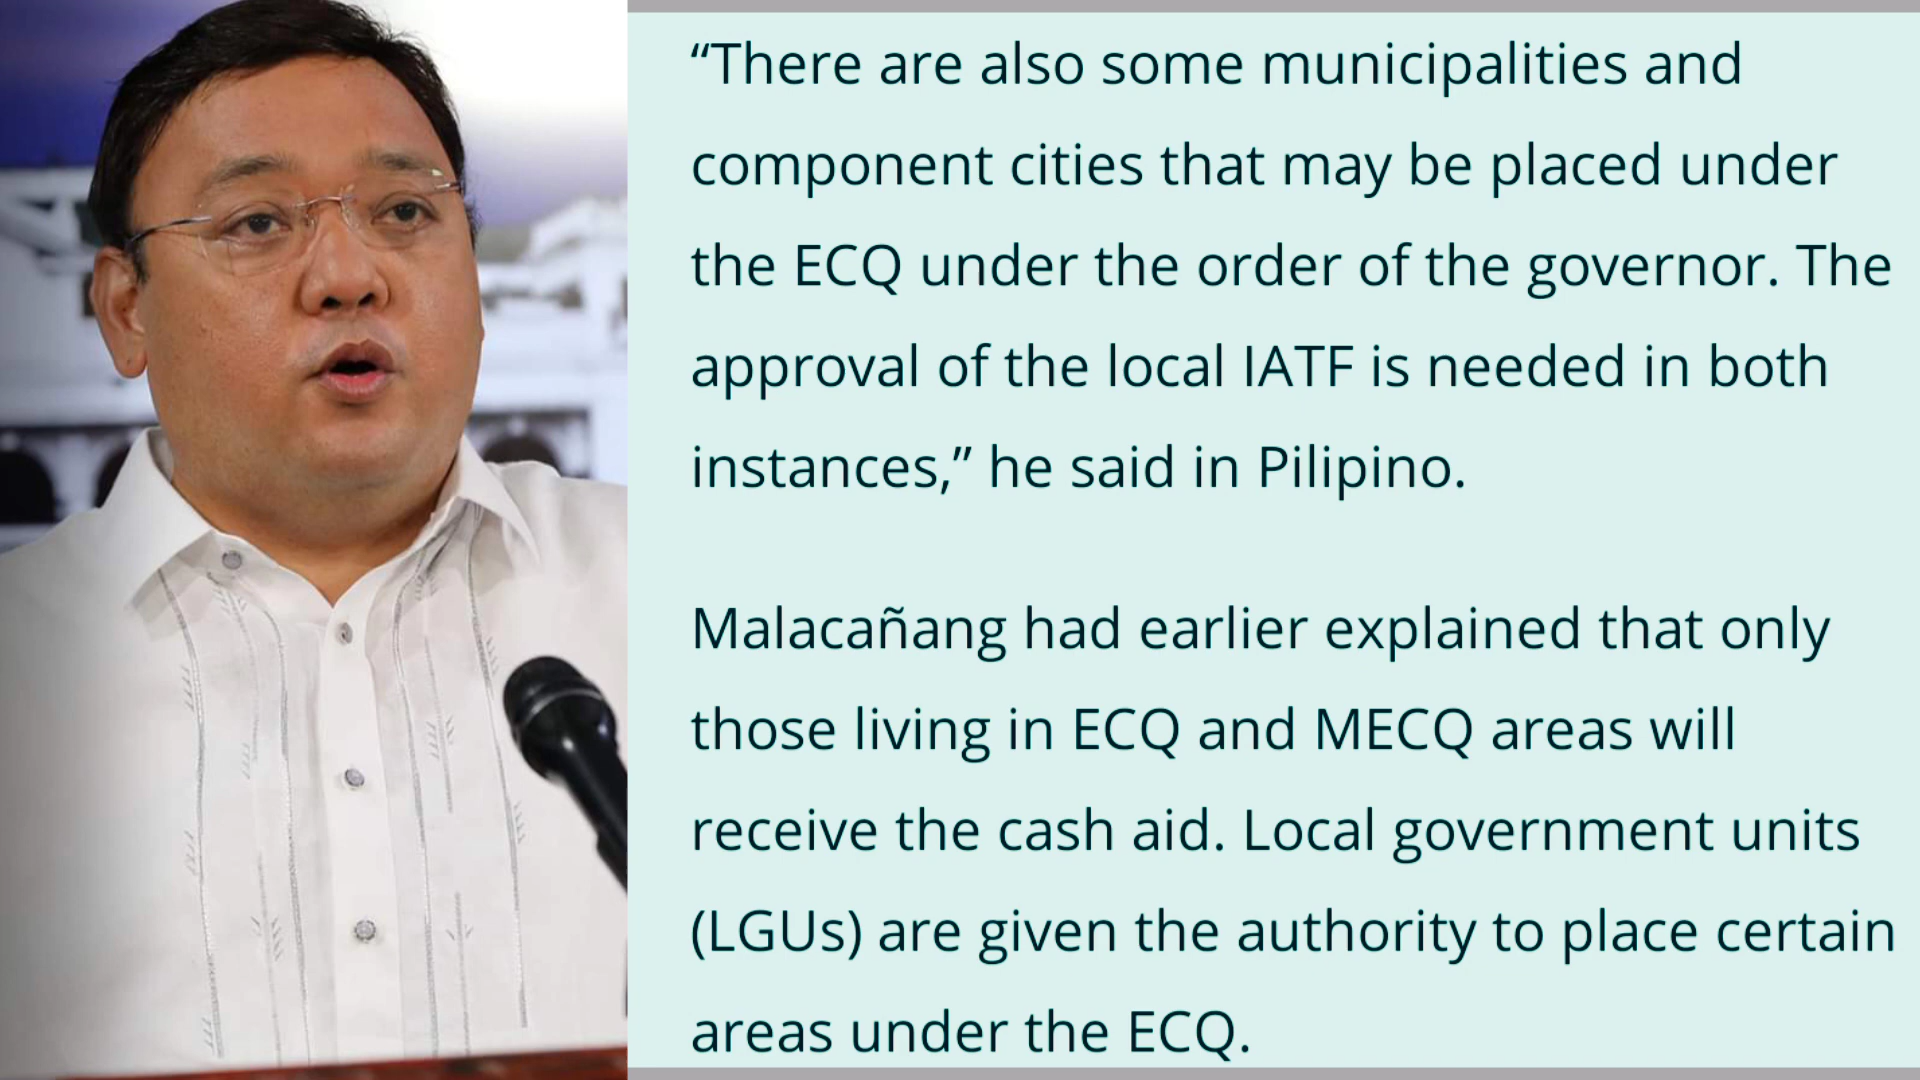 “There are also some municipalities and
component cities that may be placed under
the ECQ under the order of the governor. The
approval of the local IATF is needed in both
instances,” he said in Pilipino.
Malacañang had earlier explained that only
those living in ECQ and MECQ areas will
receive the cash aid. Local government units
(LGUs) are given the authority to place certain
areas under the ECQ.